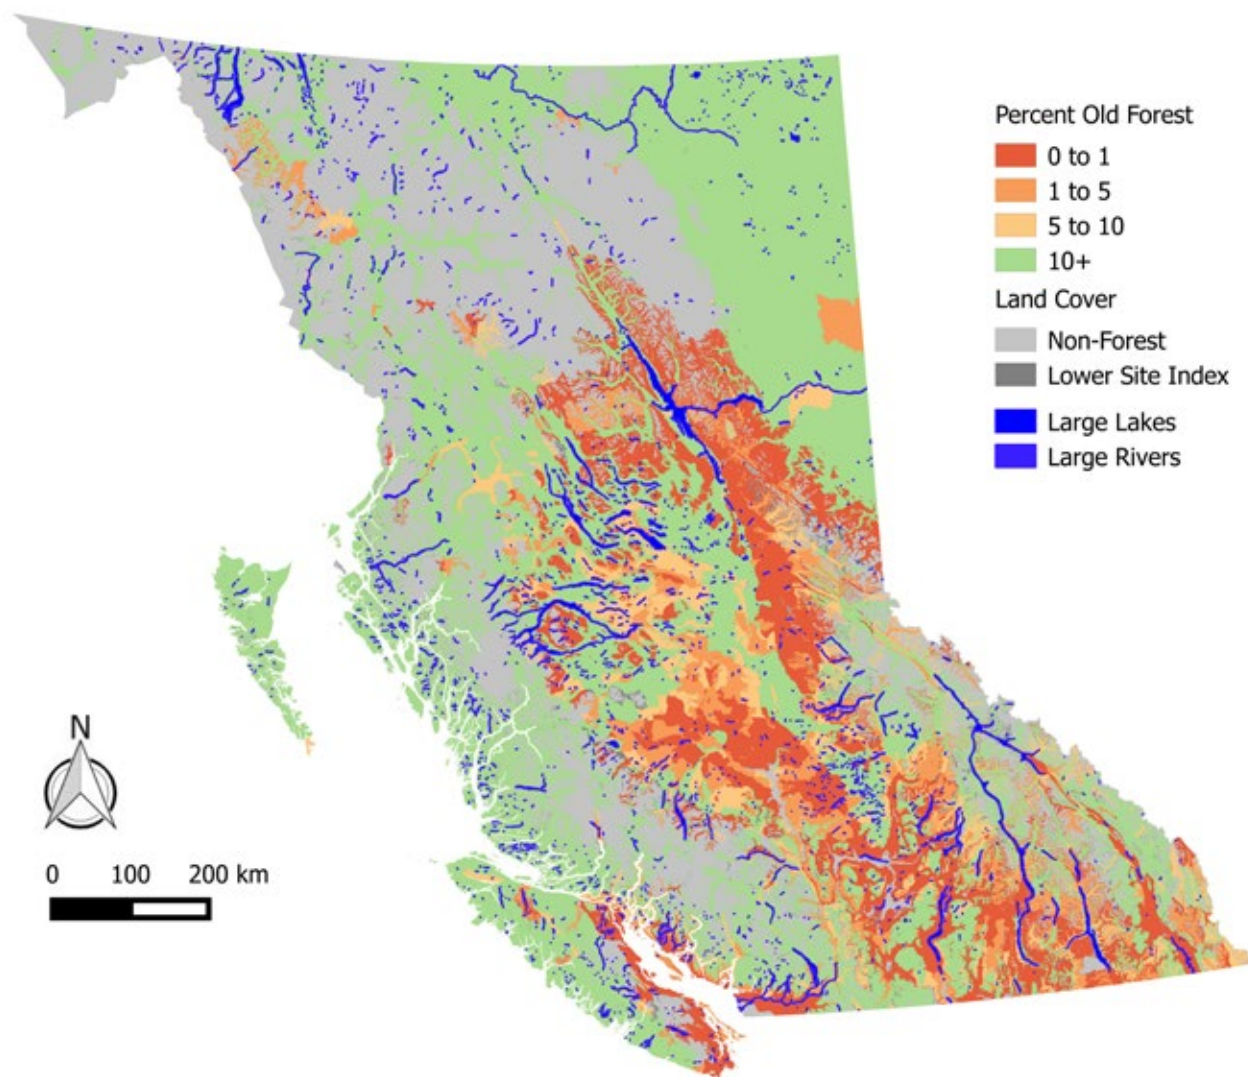 Percent Old Forest
0 to 1
1 to 5
5 to 10
10+
Land Cover
Non-Forest
Lower Site Index
Large Lakes
Large Rivers
N
0 100 200 km